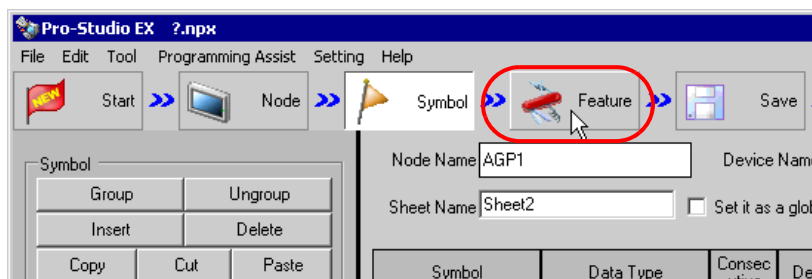 Pro-Studio EX ?.npx
File Edit Tool Programming Assist Setting Help
NEW Start Node Symbol Feature Save
Symbol
Node Name AGP1 Device Name
Group Ungroup
Sheet Name Sheet2 Set it as a glob
Insert Delete
Copy Cut Paste
Symbol Data Type Consec